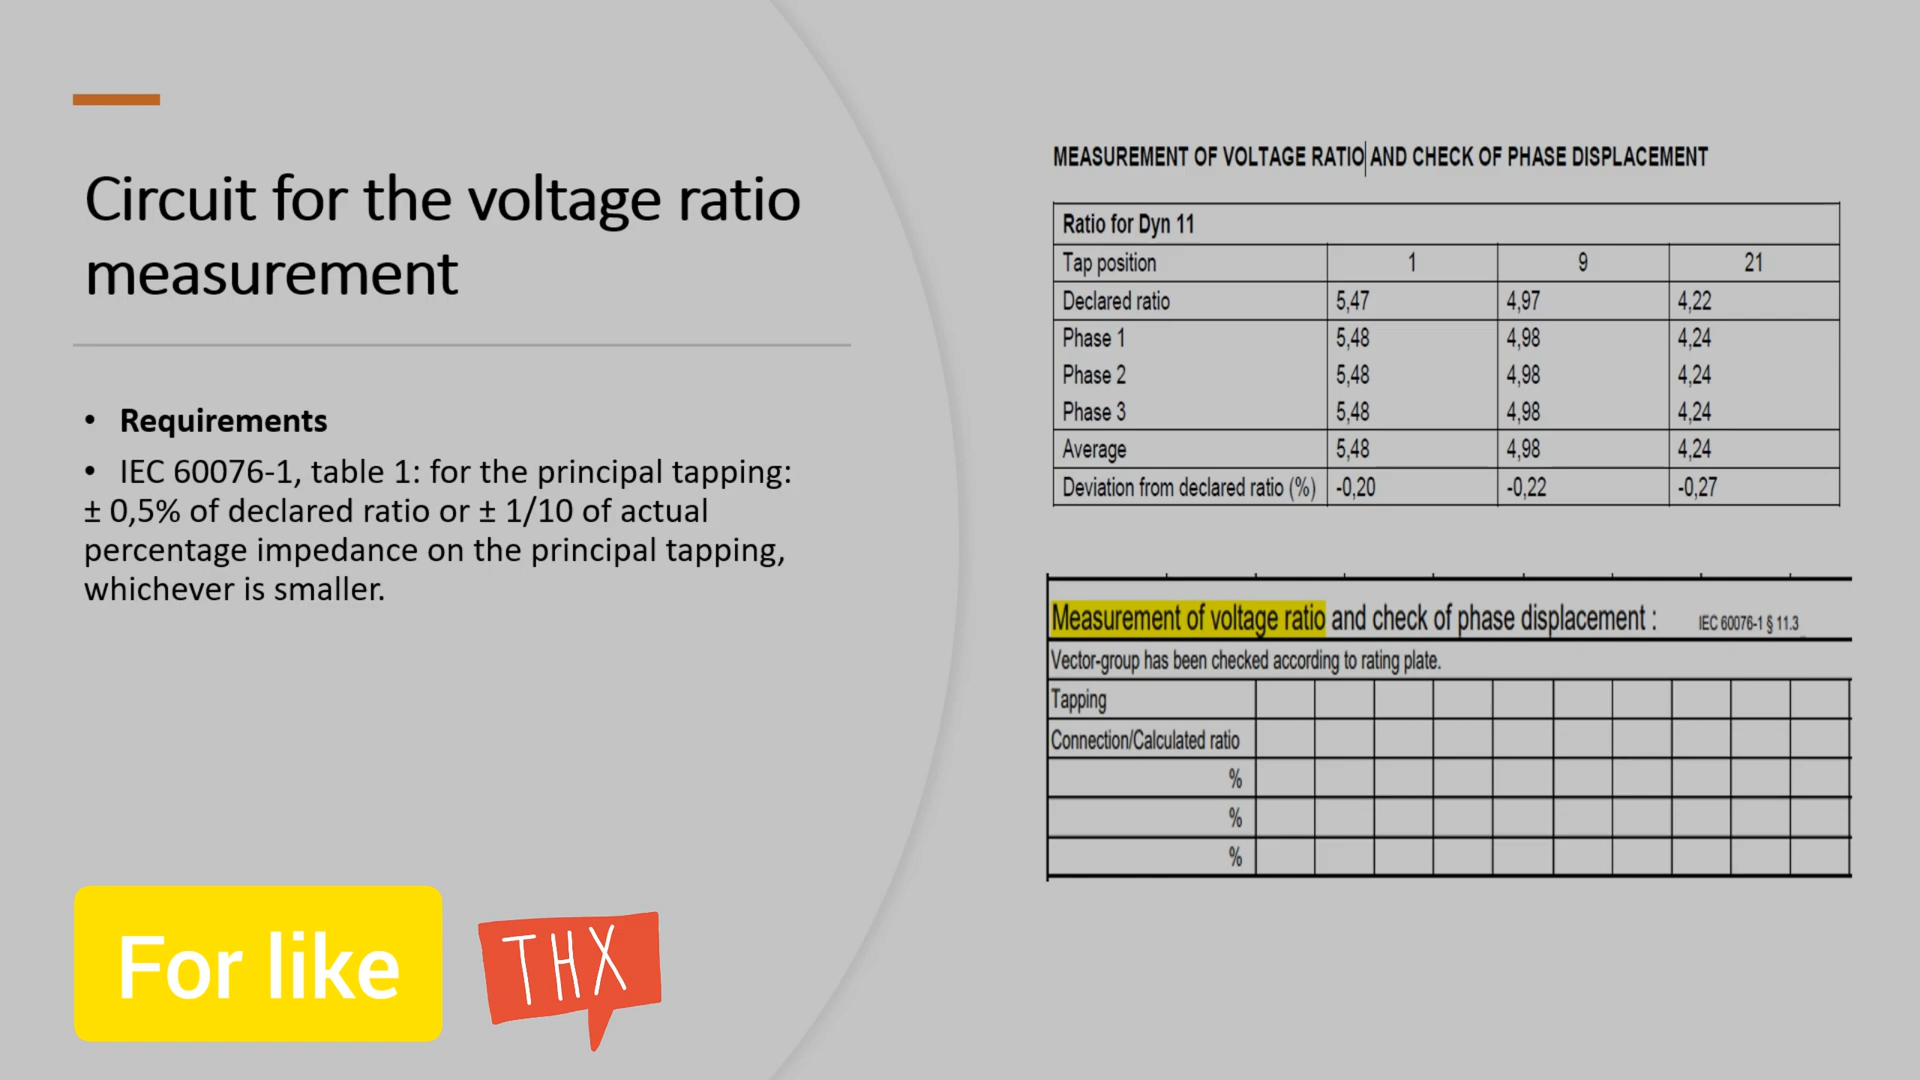 Circuit for the voltage ratio
measurement
• Requirements
• IEC 60076-1, table 1: for the principal tapping:
± 0,5% of declared ratio or ± 1/10 of actual
percentage impedance on the principal tapping,
whichever is smaller.
For like
THX
MEASUREMENT OF VOLTAGE RATIO AND CHECK OF PHASE DISPLACEMENT
Ratio for Dyn 11
Tap position 1 9 21
Declared ratio 5,47 4,97 4,22
Phase 1 5,48 4,98 4,24
Phase 2 5,48 4,98 4,24
Phase 3 5,48 4,98 4,24
Average 5,48 4,98 4,24
Deviation from declared ratio (%) -0,20 -0,22 -0,27
Measurement of voltage ratio and check of phase displacement : IEC 60076-1 § 11.3
Vector-group has been checked according to rating plate.
Tapping
Connection/Calculated ratio
%
%
%